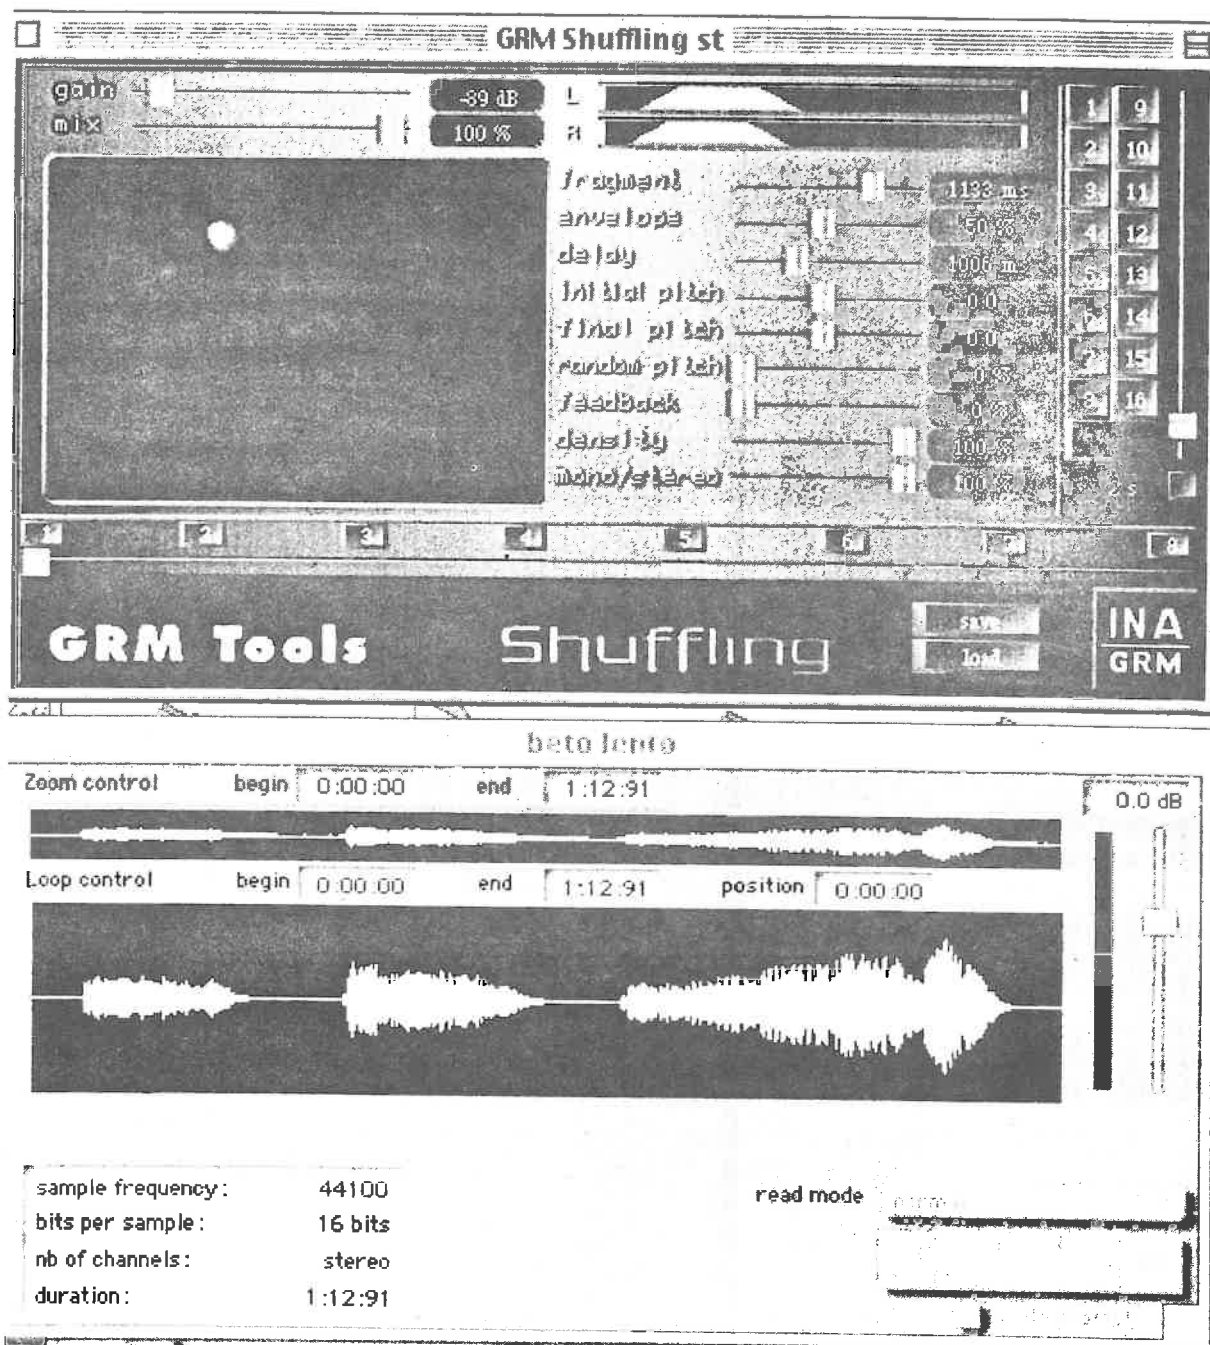 GRM Shuffling st
gain -89 dB L
mix 100 % R
fragment 1133 ms
envelope 50 %
delay 1006 m
initial pitch 0.0
final pitch 0.0
random pitch 0 %
feedback 0 %
density 100 %
mono/stereo 100 %
1 9
2 10
3 11
4 12
5 13
6 14
7 15
8 16
s
1 2 3 4 5 6 7 8
GRM Tools Shuffling
save
load
INA
GRM
beto lento
Zoom control begin 0:00:00 end 1:12:91 0.0 dB
Loop control begin 0:00:00 end 1:12:91 position 0:00:00
sample frequency: 44100
bits per sample: 16 bits
nb of channels: stereo
duration: 1:12:91
read mode